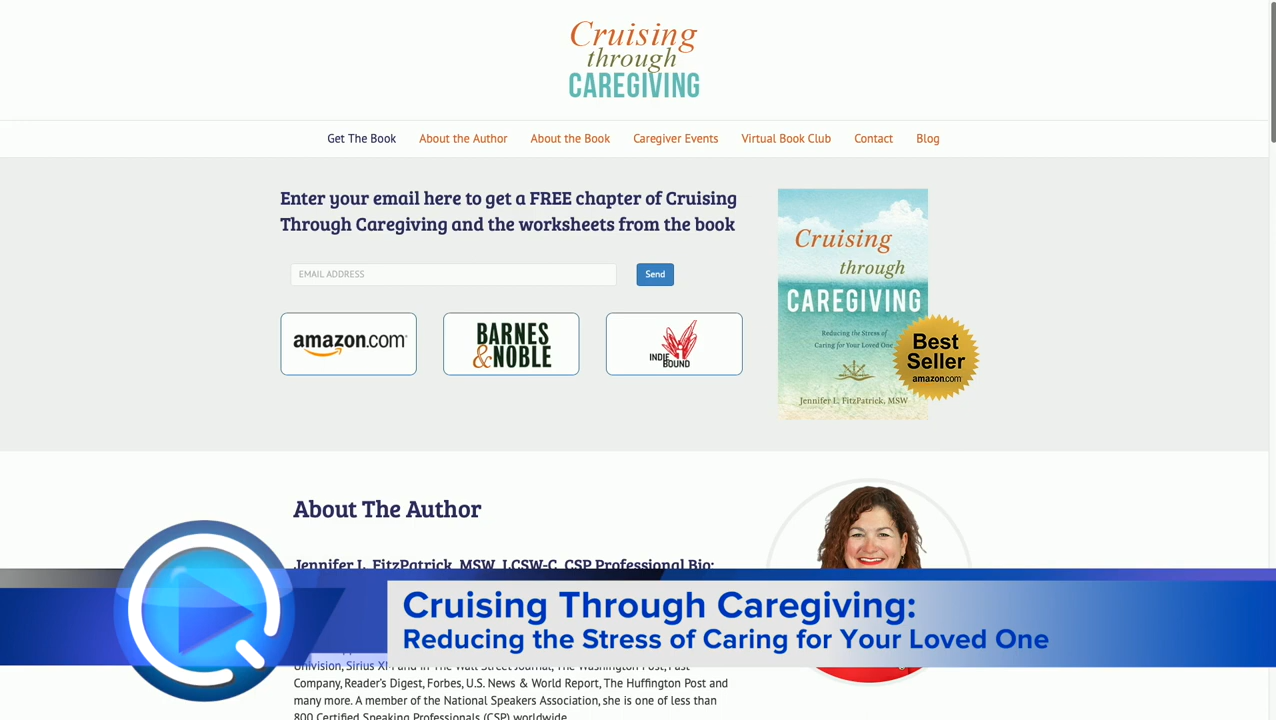 Cruising
through
CAREGIVING
Get The Book About the Author About the Book Caregiver Events Virtual Book Club Contact Blog
Enter your email here to get a FREE chapter of Cruising
Through Caregiving and the worksheets from the book
EMAIL ADDRESS Send
amazon.com BARNES & NOBLE INDIE BOUND
Cruising
through
CAREGIVING
Reducing the Stress of
Caring for Your Loved One
Jennifer L. FitzPatrick, MSW
Best
Seller
amazon.com
About The Author
Jennifer L. FitzPatrick, MSW, LCSW-C, CSP Professional Bio:
Cruising Through Caregiving:
Reducing the Stress of Caring for Your Loved One
Univision, Sirius XM and in The Wall Street Journal, The Washington Post, Fast
Company, Reader's Digest, Forbes, U.S. News & World Report, The Huffington Post and
many more. A member of the National Speakers Association, she is one of less than
800 Certified Speaking Professionals (CSP) worldwide.